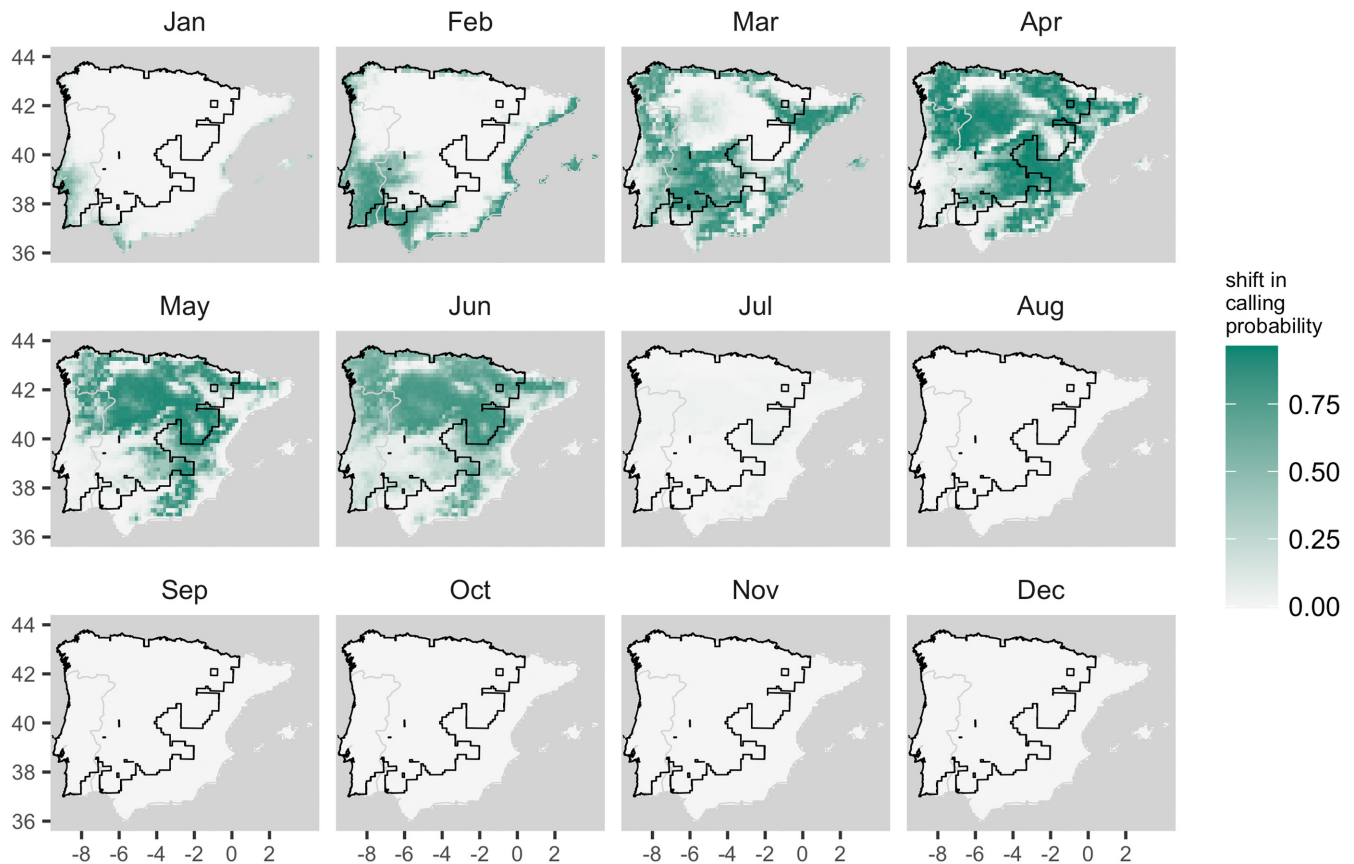 Jan Feb Mar Apr
44
42
40
38
36
May Jun Jul Aug
44
42
40
38
36
shift in
calling
probability
0.75
0.50
0.25
0.00
Sep Oct Nov Dec
44
42
40
38
36
-8 -6 -4 -2 0 2 -8 -6 -4 -2 0 2 -8 -6 -4 -2 0 2 -8 -6 -4 -2 0 2